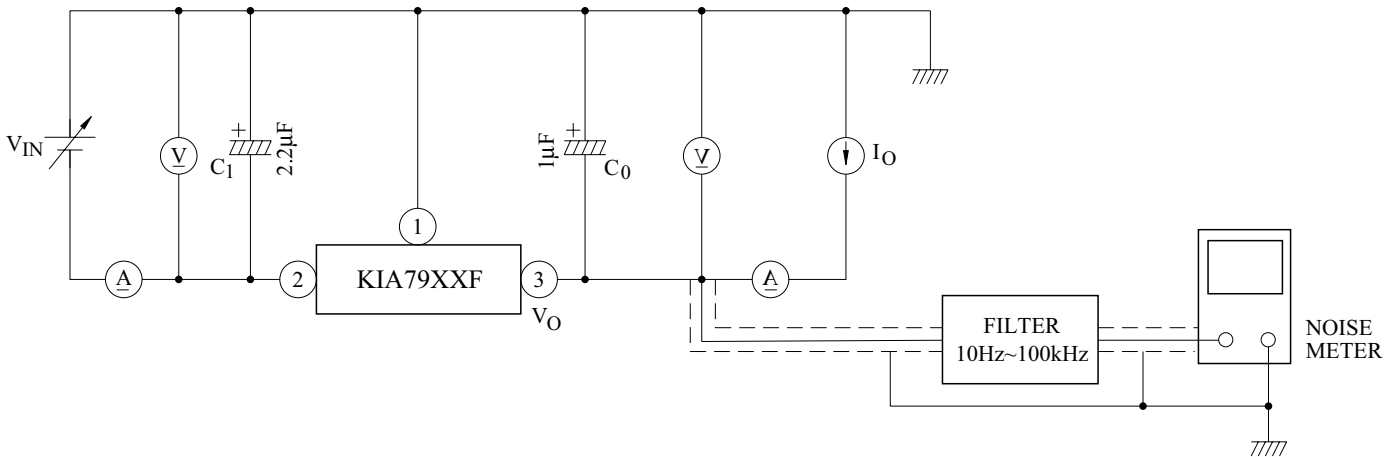 V_IN
V
C_1
+
2.2μF
1
2
KIA79XXF
3
V_O
A
1μF
+
C_0
V
I_O
A
FILTER
10Hz~100kHz
NOISE
METER